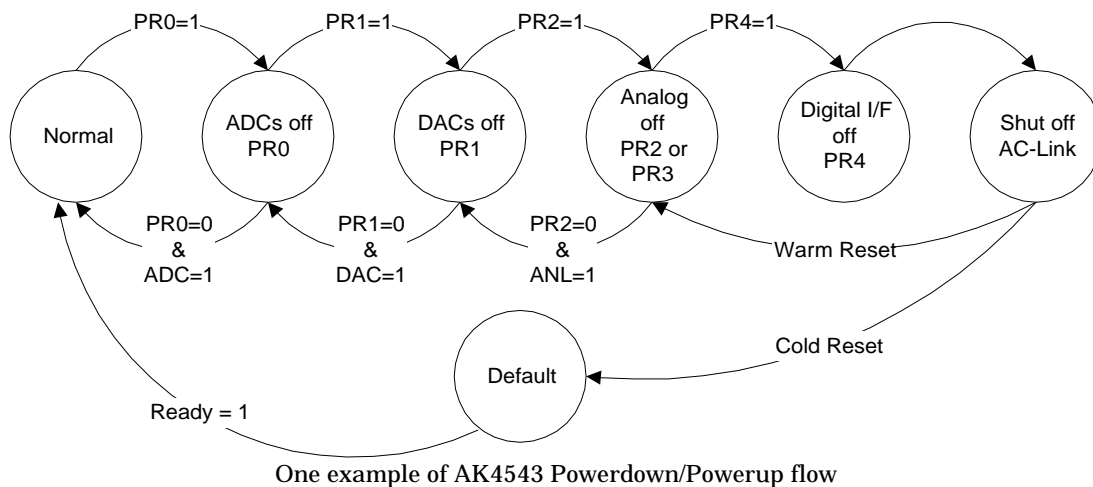 PR0=1
PR1=1
PR2=1
PR4=1
Normal
ADCs off
PR0
DACs off
PR1
Analog
off
PR2 or
PR3
Digital I/F
off
PR4
Shut off
AC-Link
PR0=0
&
ADC=1
PR1=0
&
DAC=1
PR2=0
&
ANL=1
Warm Reset
Cold Reset
Default
Ready = 1
One example of AK4543 Powerdown/Powerup flow